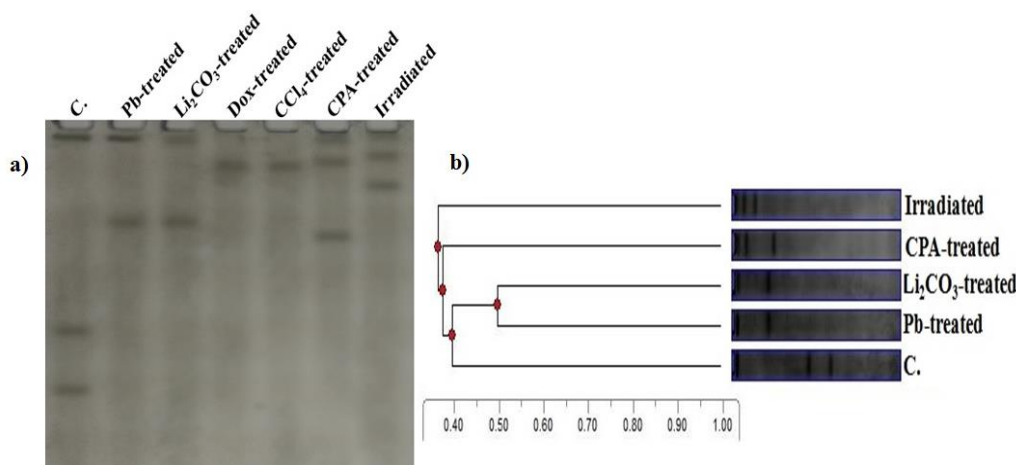 a)
C.
Pb-treated
Li₂CO₃-treated
Dox-treated
CCl₄-treated
CPA-treated
Irradiated
b)
Irradiated
CPA-treated
Li₂CO₃-treated
Pb-treated
C.
0.40 0.50 0.60 0.70 0.80 0.90 1.00